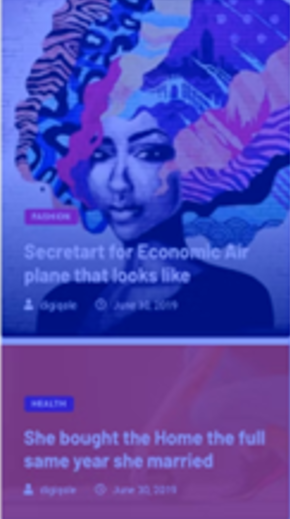 FASHION
Secretart for Economic Air
plane that looks like
digiqole June 30, 2019
HEALTH
She bought the Home the full
same year she married
digiqole June 30, 2019